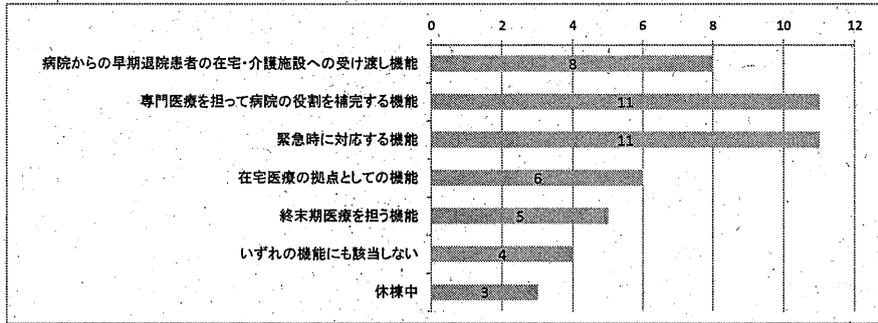 0 2 4 6 8 10 12
病院からの早期退院患者の在宅・介護施設への受け渡し機能 8
専門医療を担って病院の役割を補完する機能 11
緊急時に対応する機能 11
在宅医療の拠点としての機能 6
終末期医療を担う機能 5
いずれの機能にも該当しない 4
休棟中 3